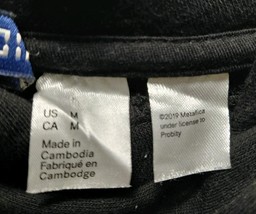 US M
CA M
Made in
Cambodia
Fabriqué en
Cambodge
©2019 Metallica
under license to
Probity